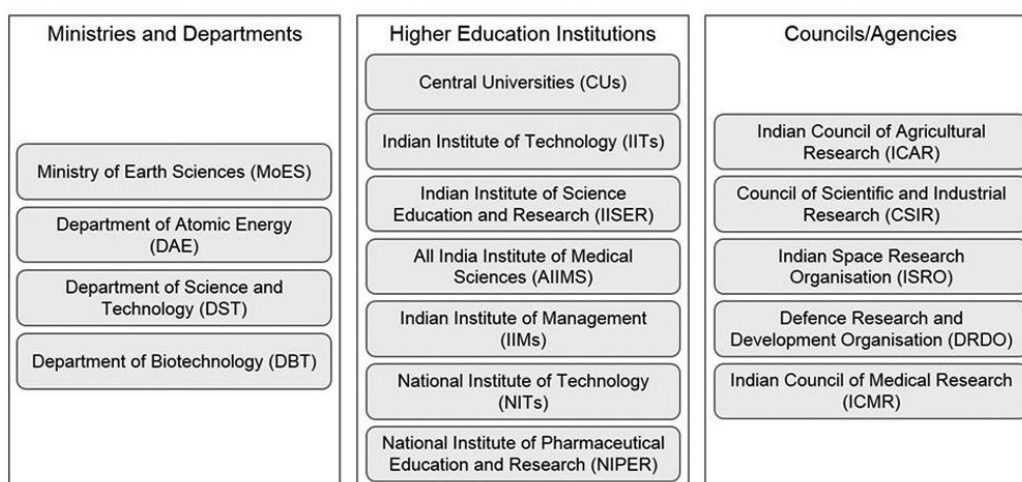 Ministries and Departments
Ministry of Earth Sciences (MoES)
Department of Atomic Energy
(DAE)
Department of Science and
Technology (DST)
Department of Biotechnology (DBT)
Higher Education Institutions
Central Universities (CUs)
Indian Institute of Technology (IITs)
Indian Institute of Science
Education and Research (IISER)
All India Institute of Medical
Sciences (AIIMS)
Indian Institute of Management
(IIMs)
National Institute of Technology
(NITs)
National Institute of Pharmaceutical
Education and Research (NIPER)
Councils/Agencies
Indian Council of Agricultural
Research (ICAR)
Council of Scientific and Industrial
Research (CSIR)
Indian Space Research
Organisation (ISRO)
Defence Research and
Development Organisation (DRDO)
Indian Council of Medical Research
(ICMR)